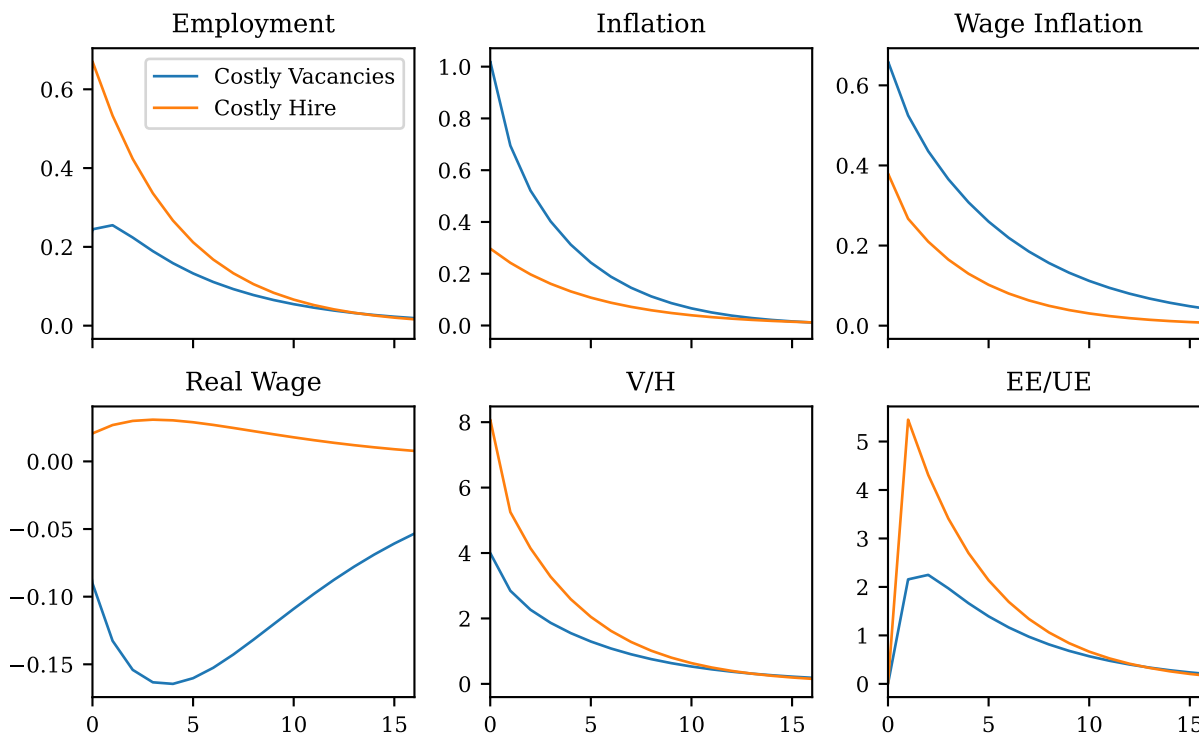 Employment
Inflation
Wage Inflation
Costly Vacancies
Costly Hire
0.6
0.4
0.2
0.0
1.0
0.8
0.6
0.4
0.2
0.0
0.6
0.4
0.2
0.0
Real Wage
V/H
EE/UE
0.00
−0.05
−0.10
−0.15
0 5 10 15
8
6
4
2
0
0 5 10 15
5
4
3
2
1
0
0 5 10 15